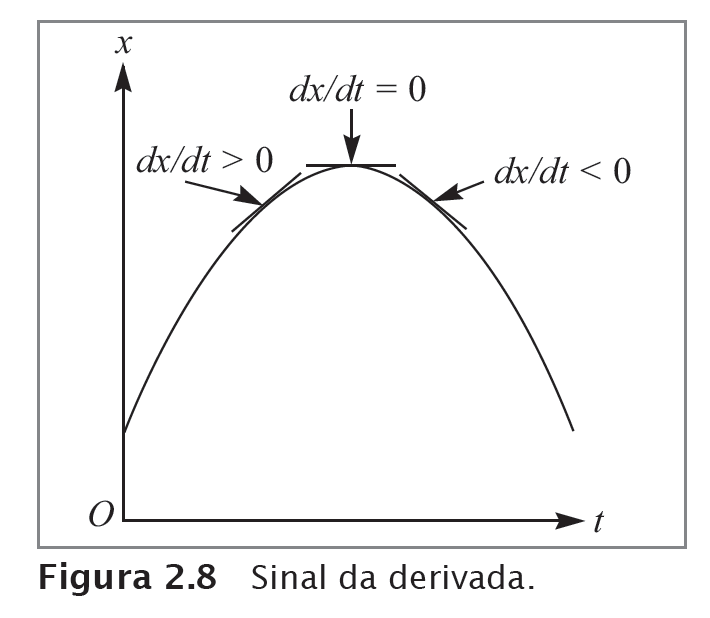 x
dx/dt = 0
dx/dt > 0
dx/dt < 0
O
t
Figura 2.8 Sinal da derivada.